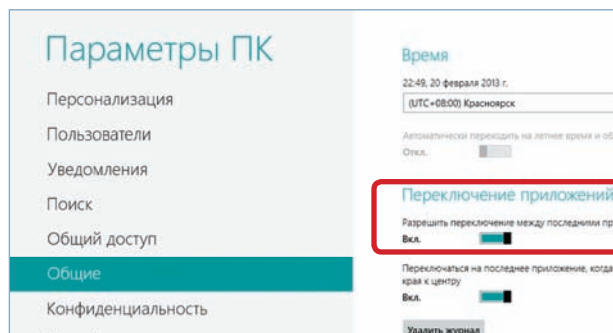 Параметры ПК
Персонализация
Пользователи
Уведомления
Поиск
Общий доступ
Общие
Конфиденциальность
Время
22:49, 20 февраля 2013 г.
(UTC+08:00) Красноярск
Автоматически переходить на летнее время и об
Откл.
Переключение приложений
Разрешить переключение между последними пр
Вкл.
Переключаться на последнее приложение, когда
края к центру
Вкл.
Удалить журнал